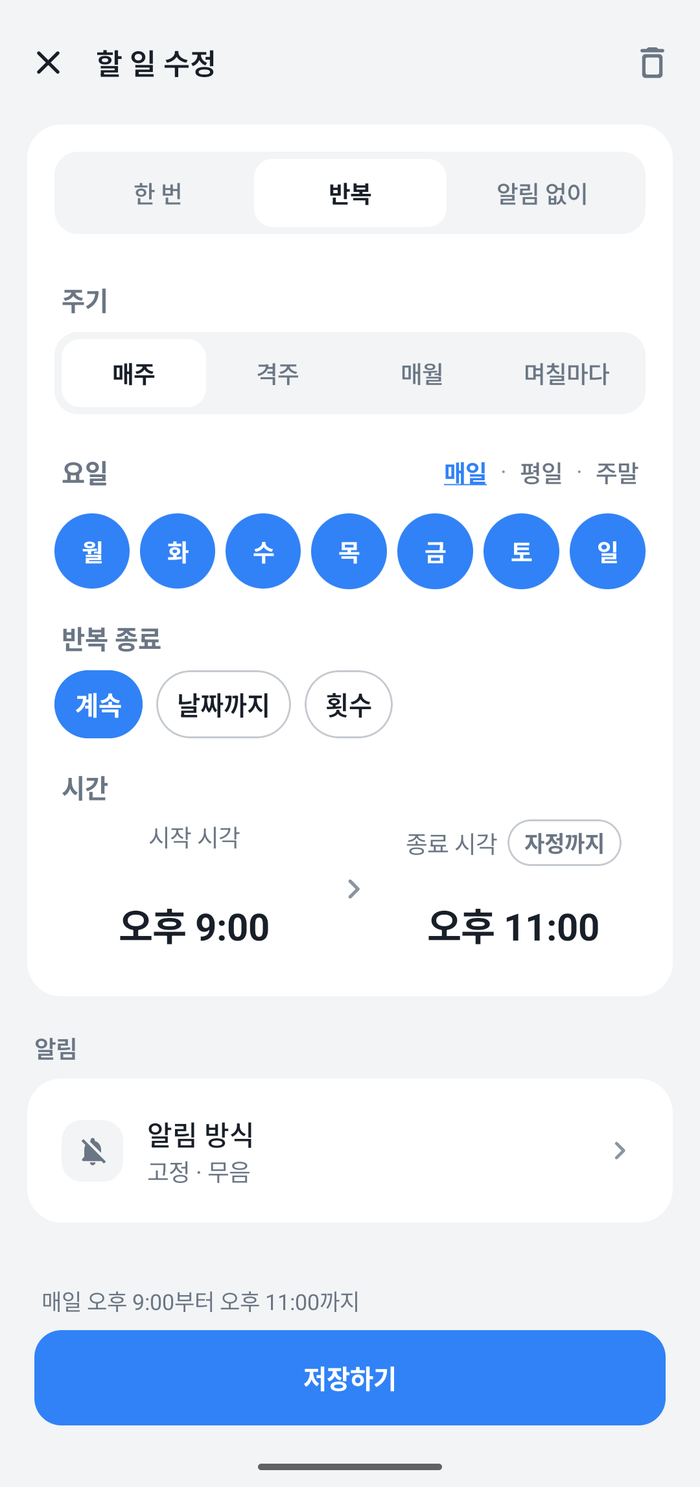 할 일 수정
한 번 반복 알림 없이
주기
매주 격주 매월 며칠마다
요일 매일 · 평일 · 주말
월 화 수 목 금 토 일
반복 종료
계속 날짜까지 횟수
시간
시작 시각 종료 시각 자정까지
오후 9:00 오후 11:00
알림
알림 방식
고정 · 무음
매일 오후 9:00부터 오후 11:00까지
저장하기